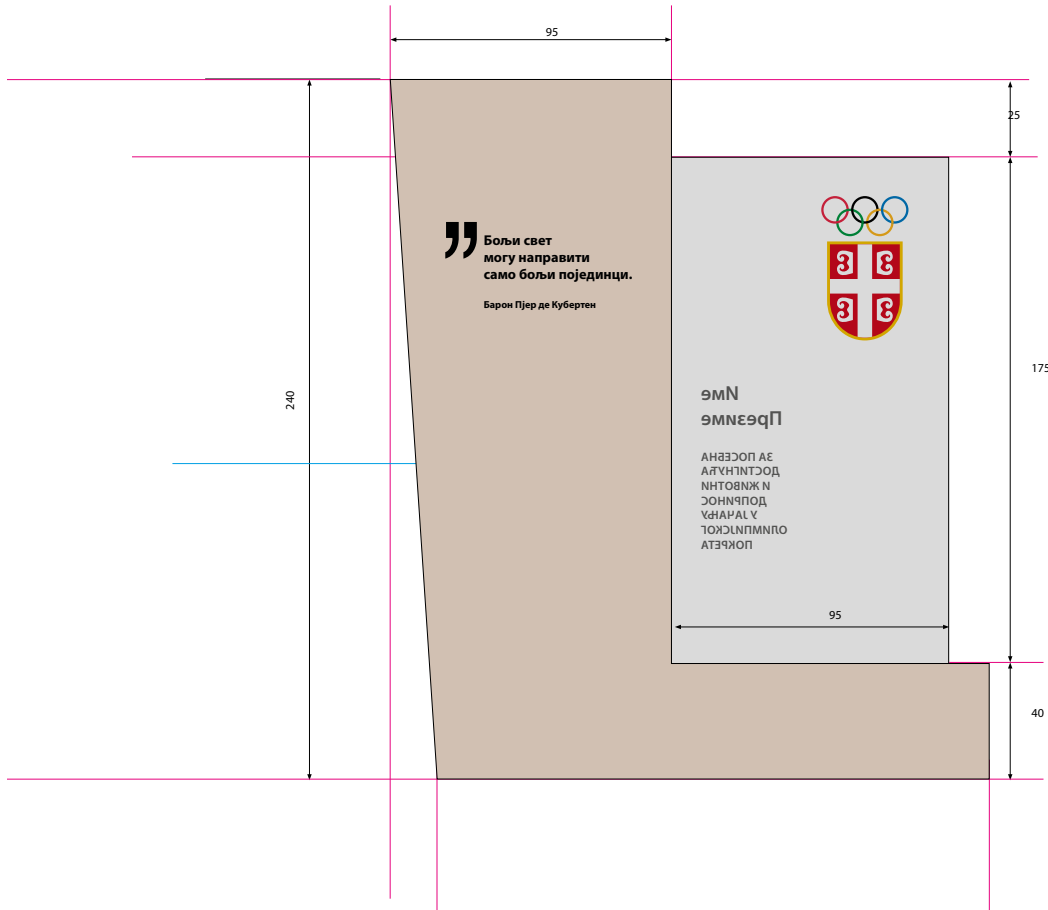 95
25
”
Бољи свет
могу направити
само бољи појединци.
Барон Пјер де Кубертен
175
240
Име
Презиме
ЗА ПОСЕБНА
ДОСТИГНУЋА
И ЖИВОТНИ
ДОПРИНОС
У ЈАЧАЊУ
ОЛИМПИЈСКОГ
ПОКРЕТА
95
40